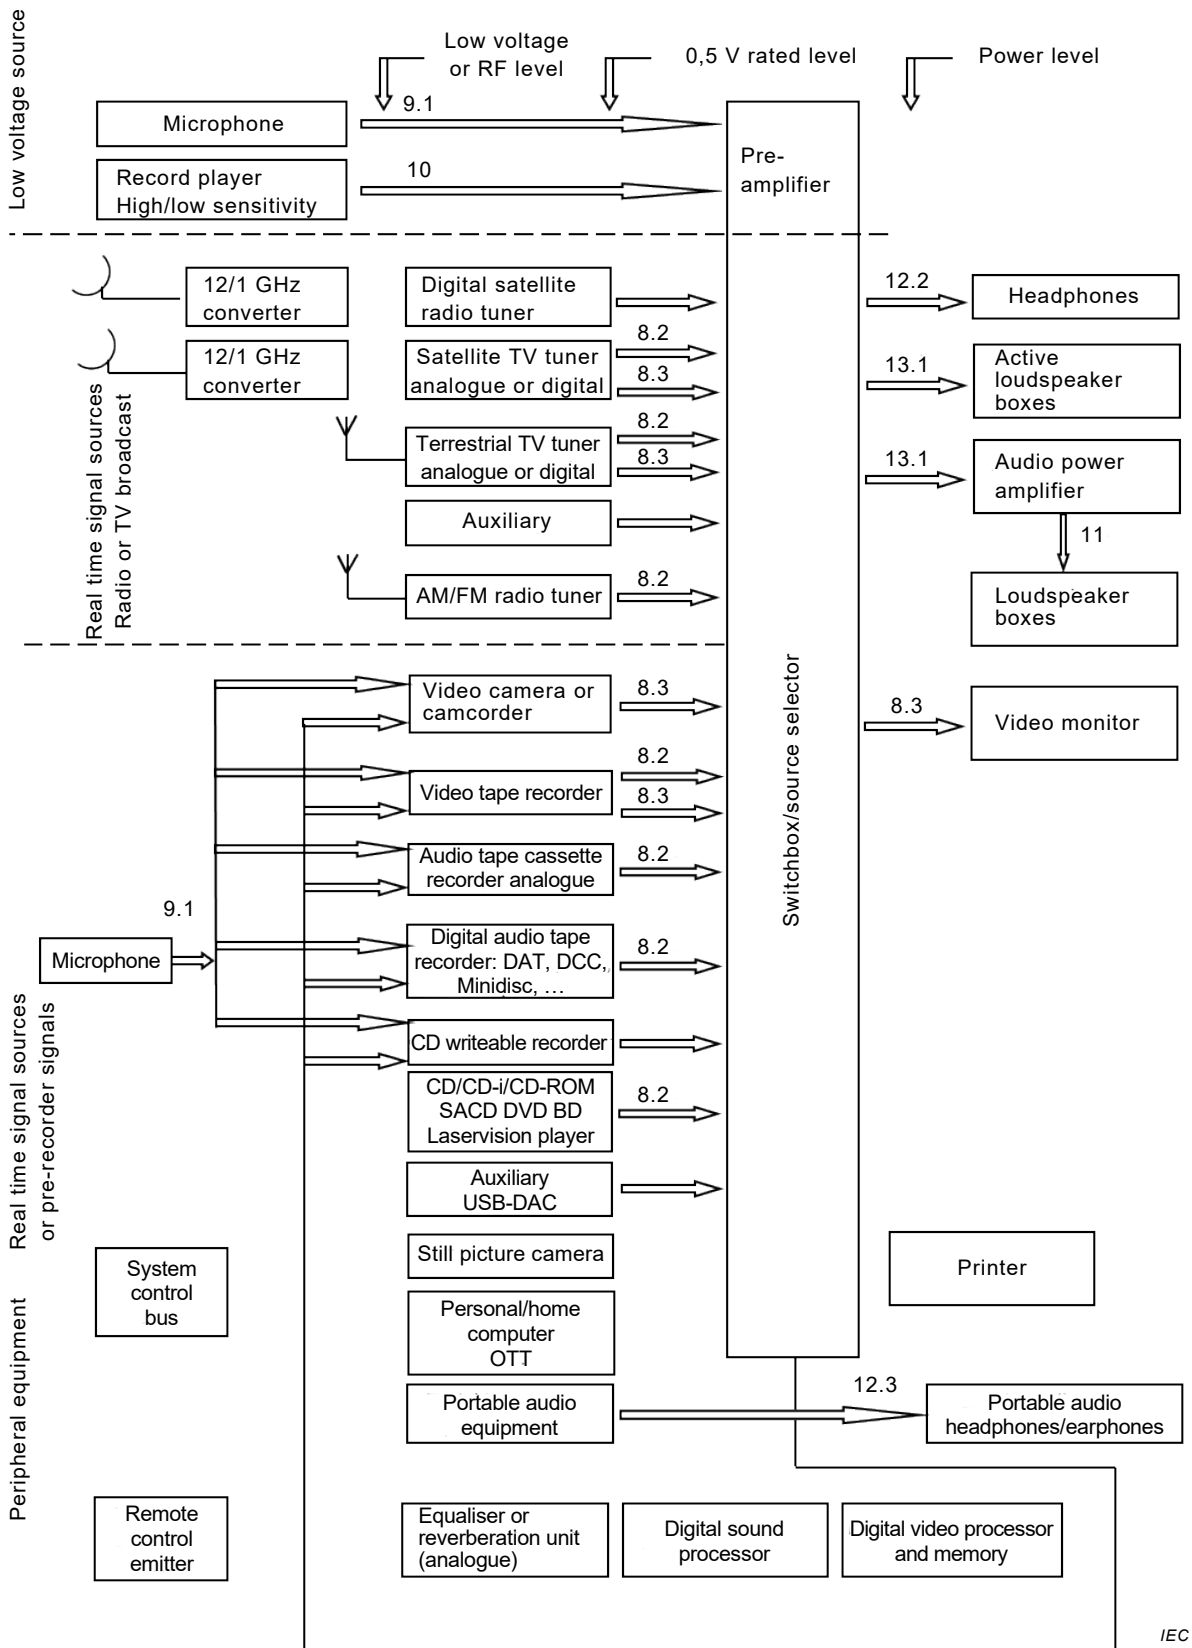 Low voltage source
Low voltage
or RF level
0,5 V rated level
Power level
Microphone
9.1
Record player
High/low sensitivity
10
Pre-
amplifier
Real time signal sources
Radio or TV broadcast
12/1 GHz
converter
Digital satellite
radio tuner
12.2
Headphones
12/1 GHz
converter
Satellite TV tuner
analogue or digital
8.2
8.3
13.1
Active
loudspeaker
boxes
Terrestrial TV tuner
analogue or digital
8.2
8.3
13.1
Audio power
amplifier
Auxiliary
11
AM/FM radio tuner
8.2
Loudspeaker
boxes
Switchbox/source selector
Video camera or
camcorder
8.3
8.3
Video monitor
Video tape recorder
8.2
8.3
Audio tape cassette
recorder analogue
8.2
9.1
Microphone
Digital audio tape
recorder: DAT, DCC,
Minidisc, …
8.2
Real time signal sources
or pre-recorder signals
CD writeable recorder
CD/CD-i/CD-ROM
SACD DVD BD
Laservision player
8.2
Auxiliary
USB-DAC
Still picture camera
System
control
bus
Printer
Peripheral equipment
Personal/home
computer
OTT
Portable audio
equipment
12.3
Portable audio
headphones/earphones
Remote
control
emitter
Equaliser or
reverberation unit
(analogue)
Digital sound
processor
Digital video processor
and memory
IEC